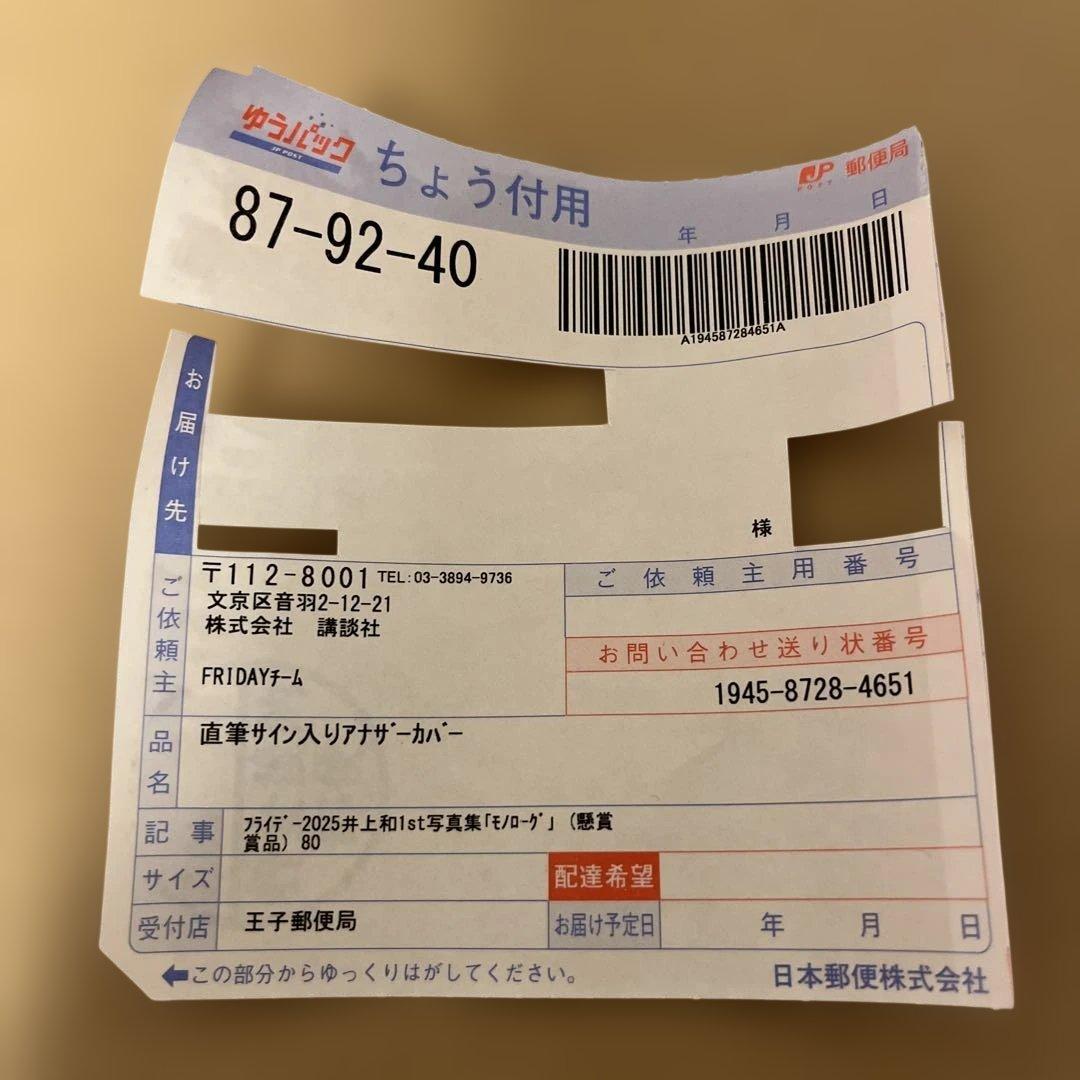 ゆうパック
JP POST
ちょう付用
JP 郵便局
POST
87-92-40
年 月 日
A194587284651A
お届け先
様
ご依頼主
〒112-8001 TEL:03-3894-9736
文京区音羽2-12-21
株式会社 講談社
FRIDAYﾁｰﾑ
ご依頼主用番号
お問い合わせ送り状番号
1945-8728-4651
品名
直筆サイン入りｱﾅｻﾞｰｶﾊﾞｰ
記事
ﾌﾗｲﾃﾞｰ2025井上和1st写真集｢ﾓﾉﾛｰｸﾞ｣（懸賞
賞品）80
サイズ
配達希望
受付店
王子郵便局
お届け予定日
年 月 日
この部分からゆっくりはがしてください。
日本郵便株式会社